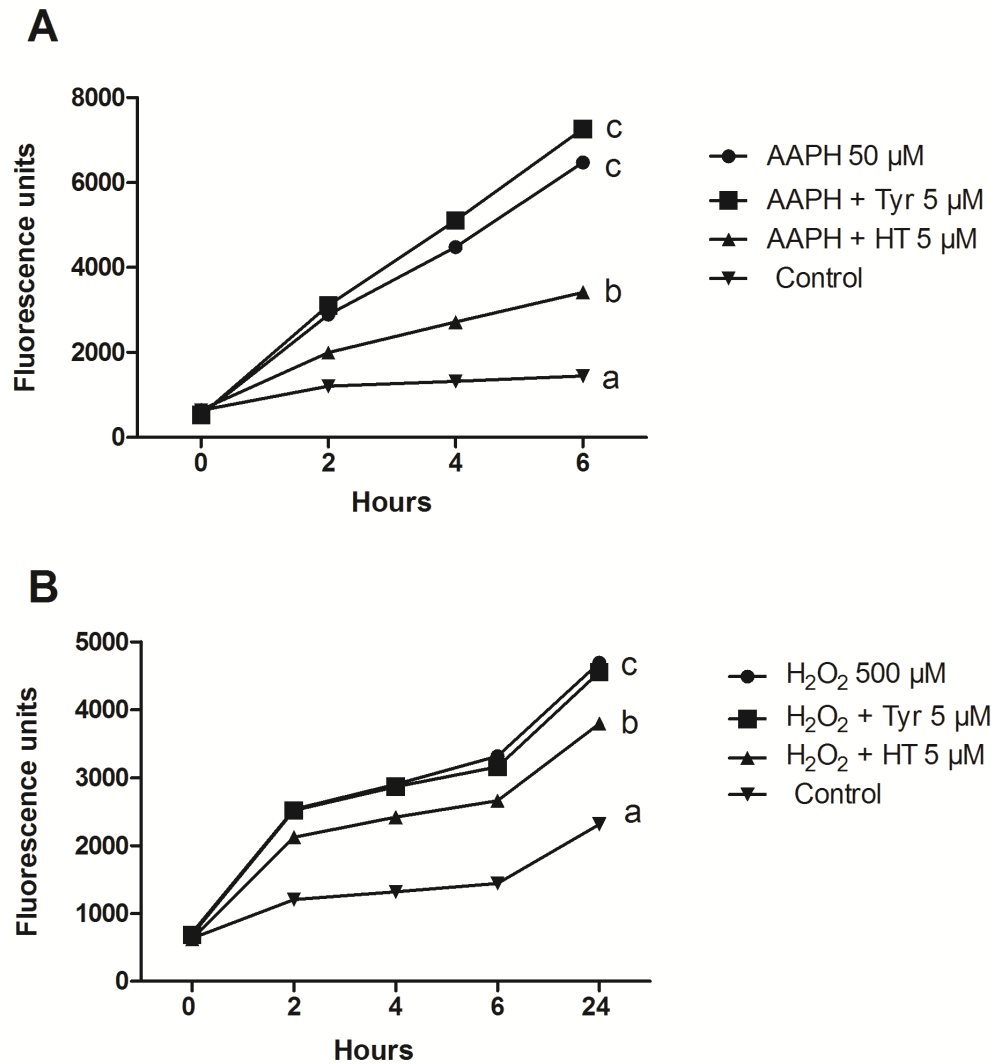 A
Fluorescence units
8000
6000
4000
2000
0
0 2 4 6
Hours
c
c
b
a
AAPH 50 µM
AAPH + Tyr 5 µM
AAPH + HT 5 µM
Control
B
Fluorescence units
5000
4000
3000
2000
1000
0
0 2 4 6 24
Hours
c
b
a
H₂O₂ 500 µM
H₂O₂ + Tyr 5 µM
H₂O₂ + HT 5 µM
Control